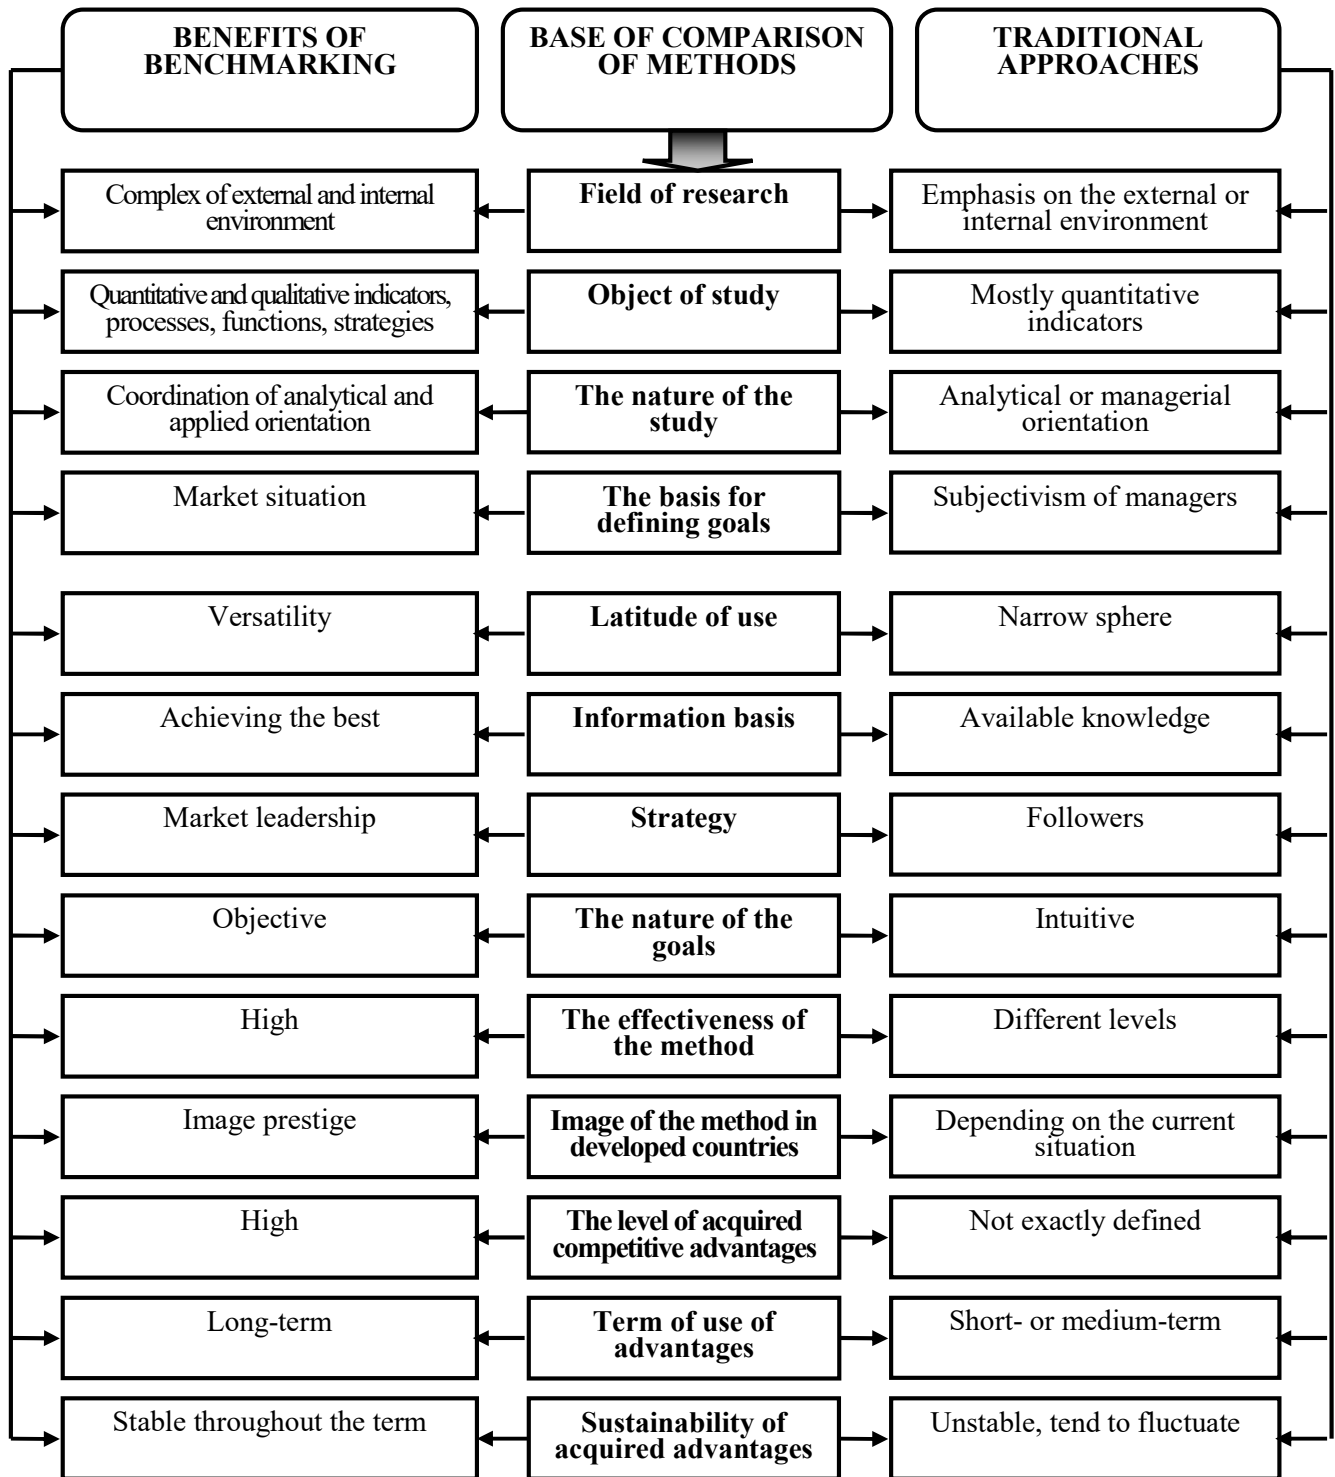 BENEFITS OF
BENCHMARKING
BASE OF COMPARISON
OF METHODS
TRADITIONAL
APPROACHES
Complex of external and internal
environment
Field of research
Emphasis on the external or
internal environment
Quantitative and qualitative indicators,
processes, functions, strategies
Object of study
Mostly quantitative
indicators
Coordination of analytical and
applied orientation
The nature of the
study
Analytical or managerial
orientation
Market situation
The basis for
defining goals
Subjectivism of managers
Versatility
Latitude of use
Narrow sphere
Achieving the best
Information basis
Available knowledge
Market leadership
Strategy
Followers
Objective
The nature of the
goals
Intuitive
High
The effectiveness of
the method
Different levels
Image prestige
Image of the method in
developed countries
Depending on the current
situation
High
The level of acquired
competitive advantages
Not exactly defined
Long-term
Term of use of
advantages
Short- or medium-term
Stable throughout the term
Sustainability of
acquired advantages
Unstable, tend to fluctuate